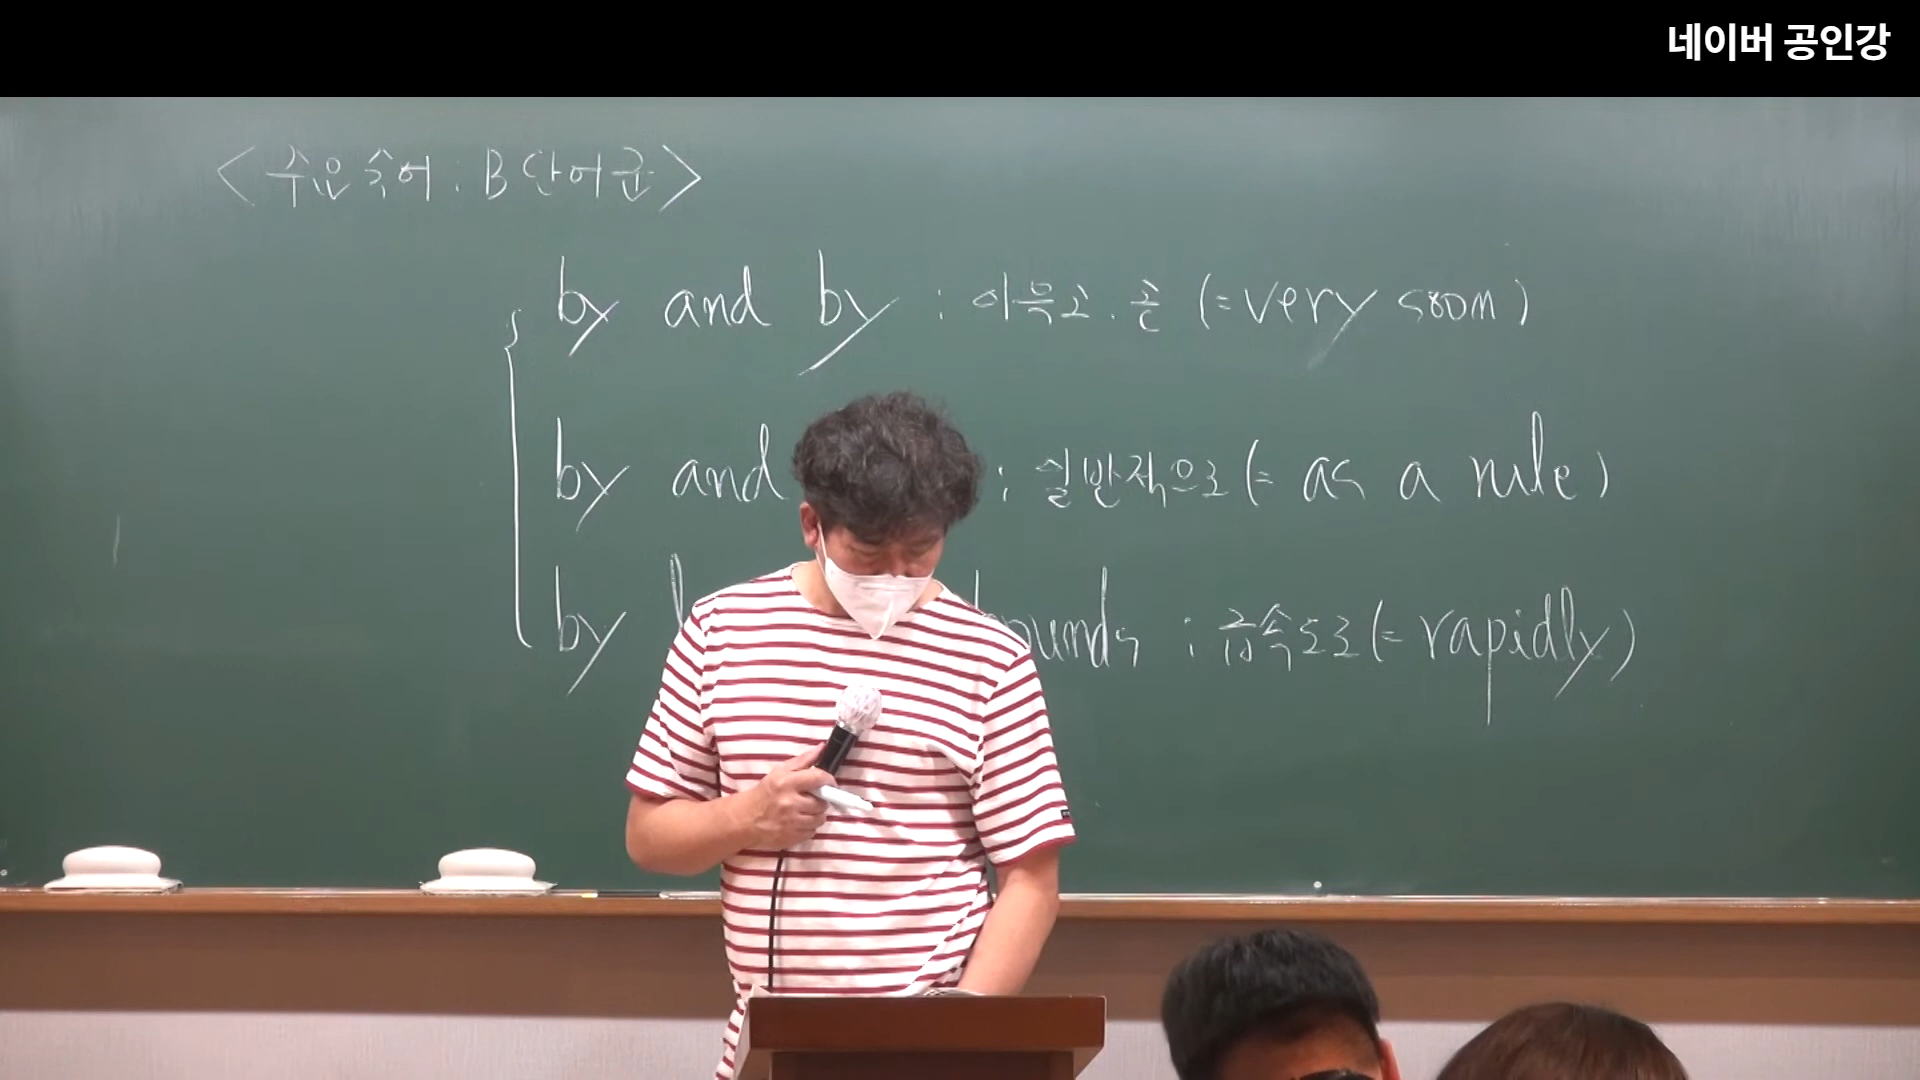 네이버 공인강
<주요숙어 : B단어군>
by and by : 이윽고. 곧 (= very soon)
by and : 일반적으로 (= as a rule)
by : 급속도로 (= rapidly)